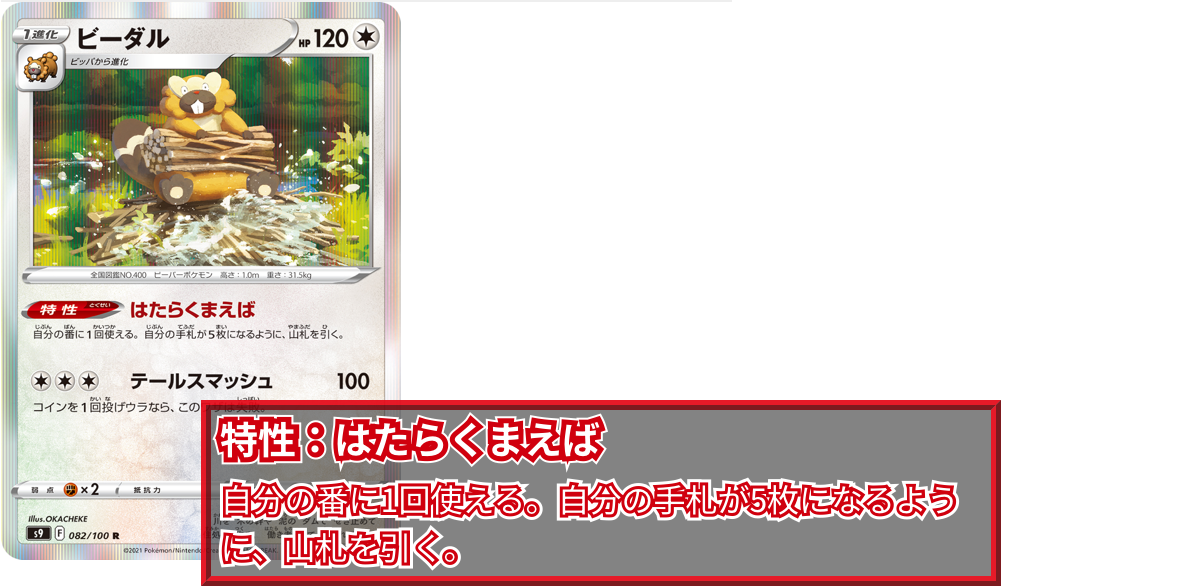 1進化
ビーダル
HP 120
ビッパから進化
全国図鑑NO.400 ビーバーポケモン 高さ:1.0m 重さ:31.5kg
特性 とくせい はたらくまえば
自分の番に1回使える。自分の手札が5枚になるように、山札を引く。
テールスマッシュ 100
コインを1回投げウラなら、この
特性:はたらくまえば
自分の番に1回使える。自分の手札が5枚になるよう
に、山札を引く。
弱点 ×2 抵抗力
Illus.OKACHEKE
s9 F 082/100 R
©2021 Pokémon/Nintendo